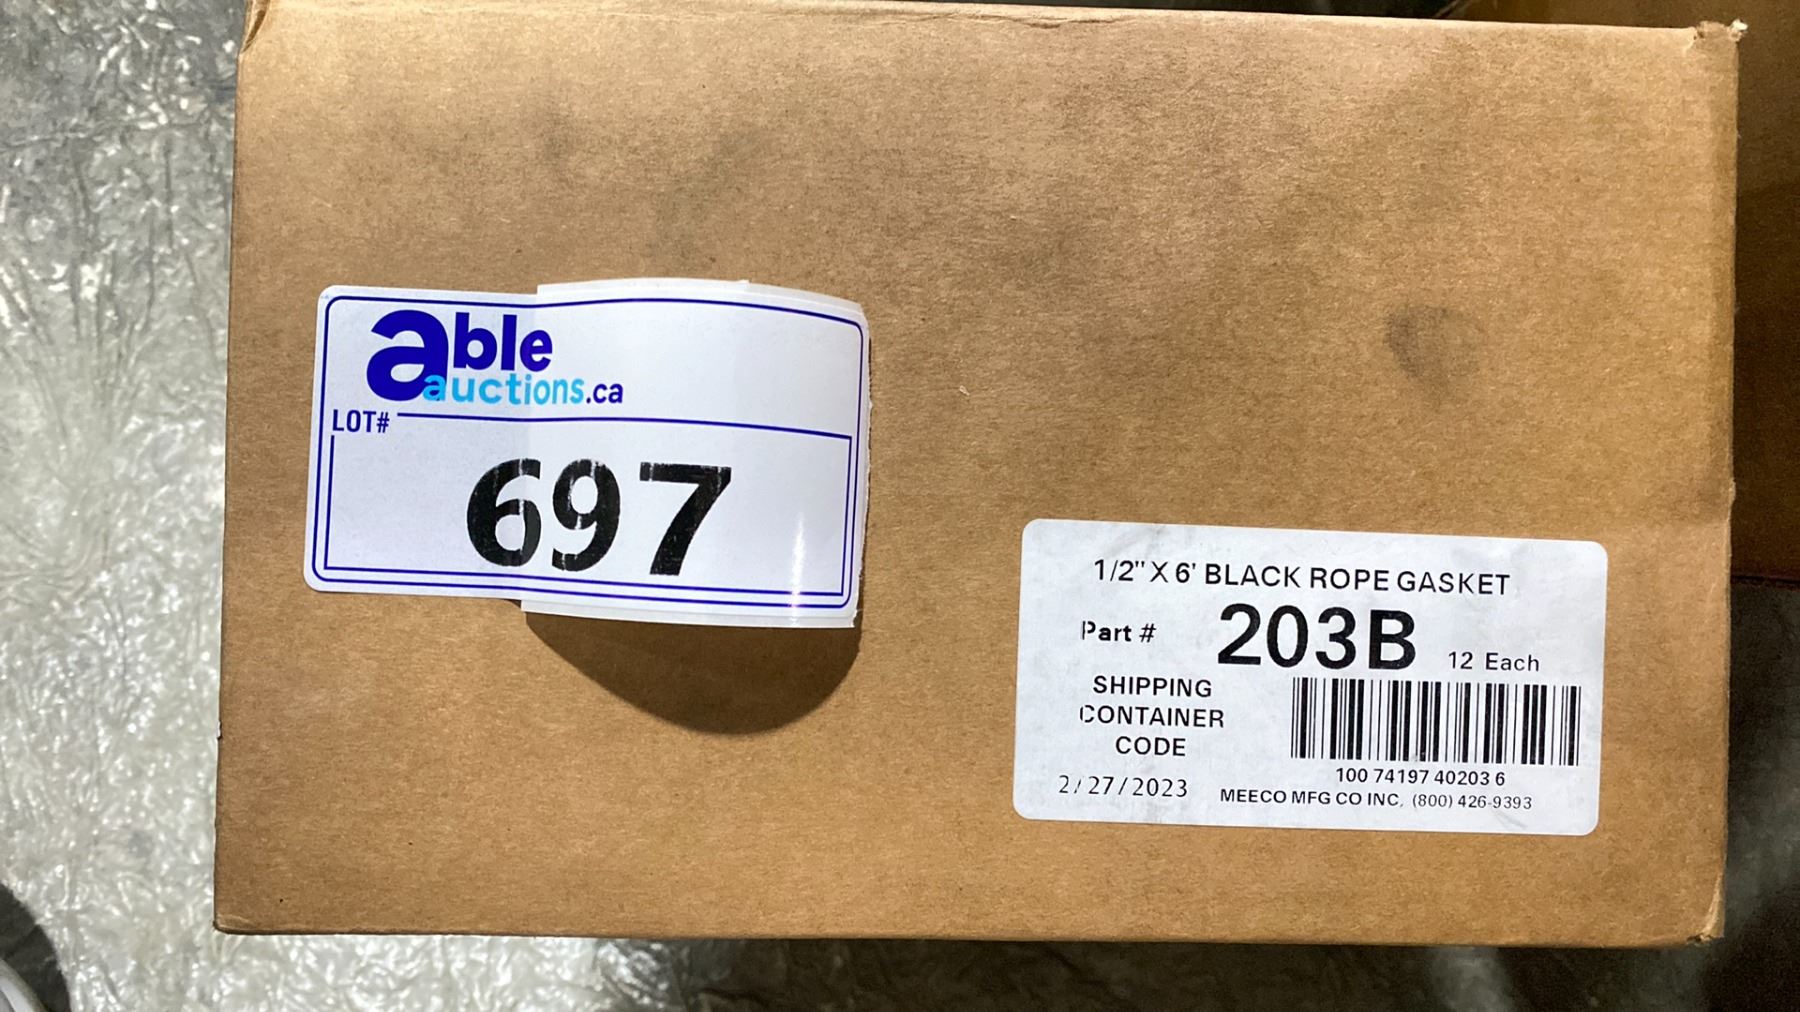 able
auctions.ca
LOT#
697
1/2" X 6' BLACK ROPE GASKET
Part # 203B 12 Each
SHIPPING
CONTAINER
CODE
2/27/2023
100 74197 40203 6
MEECO MFG CO INC, (800) 426-9393